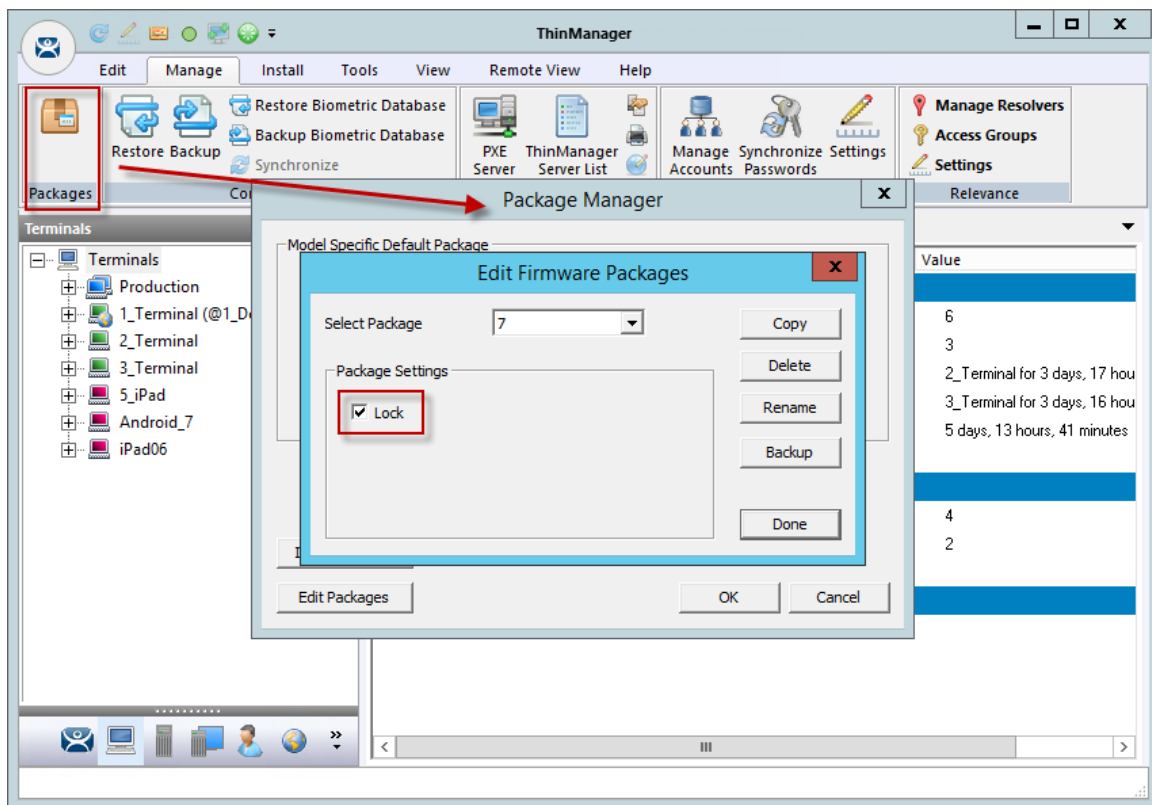 ThinManager
Edit Manage Install Tools View Remote View Help
Restore Biometric Database
Backup Biometric Database
Synchronize
Restore Backup
PXE Server
ThinManager Server List
Manage Accounts
Synchronize Passwords
Settings
Manage Resolvers
Access Groups
Settings
Packages
Co
Relevance
Package Manager
X
Terminals
Model Specific Default Package
Terminals
Production
1_Terminal (@1_D
2_Terminal
3_Terminal
5_iPad
Android_7
iPad06
Edit Firmware Packages
X
Select Package 7
Copy
Delete
Rename
Backup
Done
Package Settings
Lock
Edit Packages
OK
Cancel
Value
6
3
2_Terminal for 3 days, 17 hou
3_Terminal for 3 days, 16 hou
5 days, 13 hours, 41 minutes
4
2